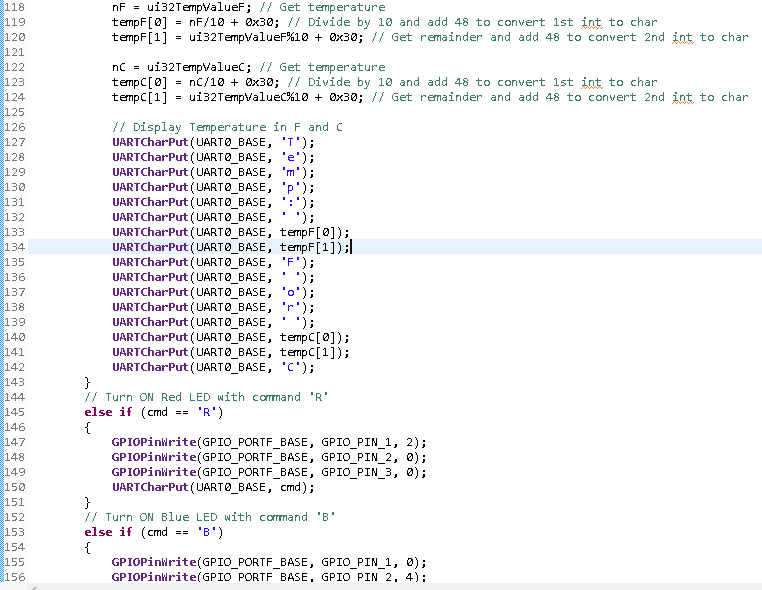 118 nF = ui32TempValueF; // Get temperature
119 tempF[0] = nF/10 + 0x30; // Divide by 10 and add 48 to convert 1st int to char
120 tempF[1] = ui32TempValueF%10 + 0x30; // Get remainder and add 48 to convert 2nd int to char
121
122 nC = ui32TempValueC; // Get temperature
123 tempC[0] = nC/10 + 0x30; // Divide by 10 and add 48 to convert 1st int to char
124 tempC[1] = ui32TempValueC%10 + 0x30; // Get remainder and add 48 to convert 2nd int to char
125
126 // Display Temperature in F and C
127 UARTCharPut(UART0_BASE, 'T');
128 UARTCharPut(UART0_BASE, 'e');
129 UARTCharPut(UART0_BASE, 'm');
130 UARTCharPut(UART0_BASE, 'p');
131 UARTCharPut(UART0_BASE, ':');
132 UARTCharPut(UART0_BASE, ' ');
133 UARTCharPut(UART0_BASE, tempF[0]);
134 UARTCharPut(UART0_BASE, tempF[1]);
135 UARTCharPut(UART0_BASE, 'F');
136 UARTCharPut(UART0_BASE, ' ');
137 UARTCharPut(UART0_BASE, 'o');
138 UARTCharPut(UART0_BASE, 'r');
139 UARTCharPut(UART0_BASE, ' ');
140 UARTCharPut(UART0_BASE, tempC[0]);
141 UARTCharPut(UART0_BASE, tempC[1]);
142 UARTCharPut(UART0_BASE, 'C');
143 }
144 // Turn ON Red LED with command 'R'
145 else if (cmd == 'R')
146 {
147 GPIOPinWrite(GPIO_PORTF_BASE, GPIO_PIN_1, 2);
148 GPIOPinWrite(GPIO_PORTF_BASE, GPIO_PIN_2, 0);
149 GPIOPinWrite(GPIO_PORTF_BASE, GPIO_PIN_3, 0);
150 UARTCharPut(UART0_BASE, cmd);
151 }
152 // Turn ON Blue LED with command 'B'
153 else if (cmd == 'B')
154 {
155 GPIOPinWrite(GPIO_PORTF_BASE, GPIO_PIN_1, 0);
156 GPIOPinWrite(GPIO_PORTF_BASE, GPIO_PIN_2, 4);